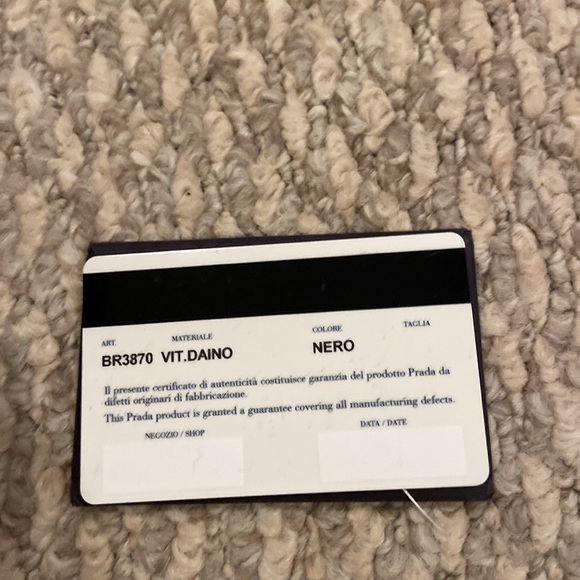 ART. MATERIALE COLORE TAGLIA
BR3870 VIT.DAINO NERO
Il presente certificato di autenticità costituisce garanzia del prodotto Prada da
difetti originari di fabbricazione.
This Prada product is granted a guarantee covering all manufacturing defects.
NEGOZIO / SHOP DATA / DATE